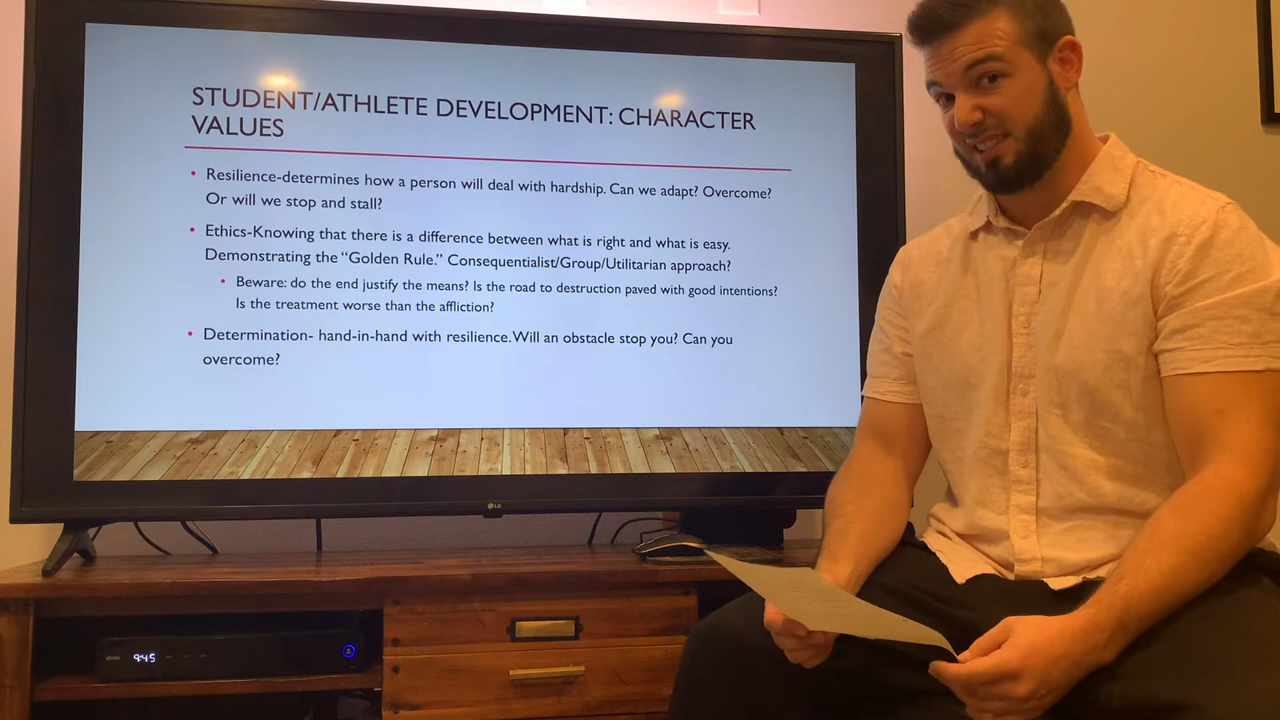 STUDENT/ATHLETE DEVELOPMENT: CHARACTER
VALUES
• Resilience-determines how a person will deal with hardship. Can we adapt? Overcome?
Or will we stop and stall?
• Ethics-Knowing that there is a difference between what is right and what is easy.
Demonstrating the “Golden Rule.” Consequentialist/Group/Utilitarian approach?
• Beware: do the end justify the means? Is the road to destruction paved with good intentions?
Is the treatment worse than the affliction?
• Determination- hand-in-hand with resilience. Will an obstacle stop you? Can you
overcome?
LG
9:45